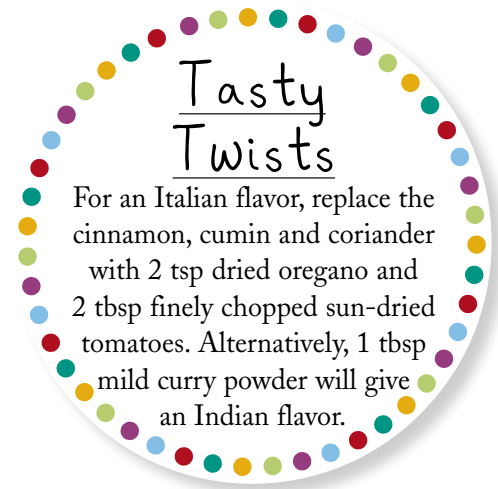 Tasty
Twists
For an Italian flavor, replace the
cinnamon, cumin and coriander
with 2 tsp dried oregano and
2 tbsp finely chopped sun-dried
tomatoes. Alternatively, 1 tbsp
mild curry powder will give
an Indian flavor.